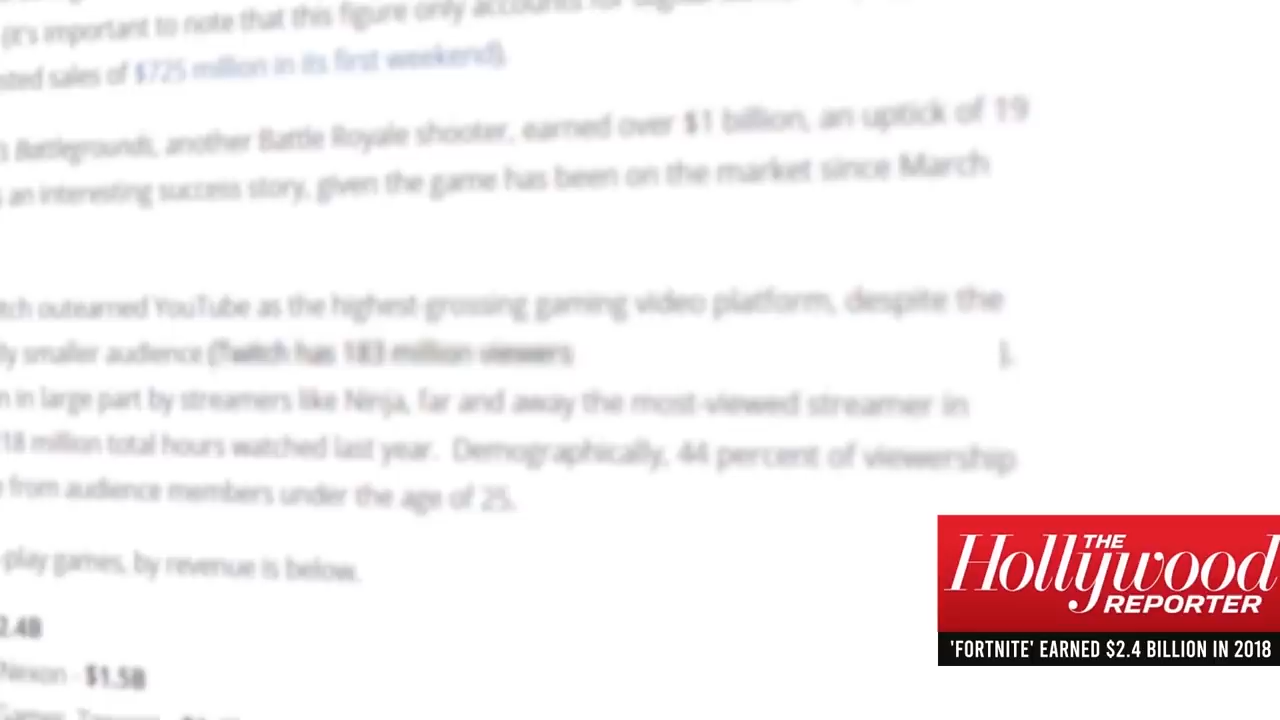 (it's important to note that this figure only accounts for
sales of $725 million in its first weekend).
Battlegrounds, another Battle Royale shooter, earned over $1 billion, an uptick of 19
an interesting success story, given the game has been on the market since March
outearned YouTube as the highest-grossing gaming video platform, despite the
smaller audience (Twitch has 183 million viewers ).
in large part by streamers like Ninja, far and away the most-viewed streamer in
18 million total hours watched last year. Demographically, 44 percent of viewership
from audience members under the age of 25.
-play games, by revenue is below.
2.4B
Nexon - $1.5B
THE
Hollywood
REPORTER
'FORTNITE' EARNED $2.4 BILLION IN 2018